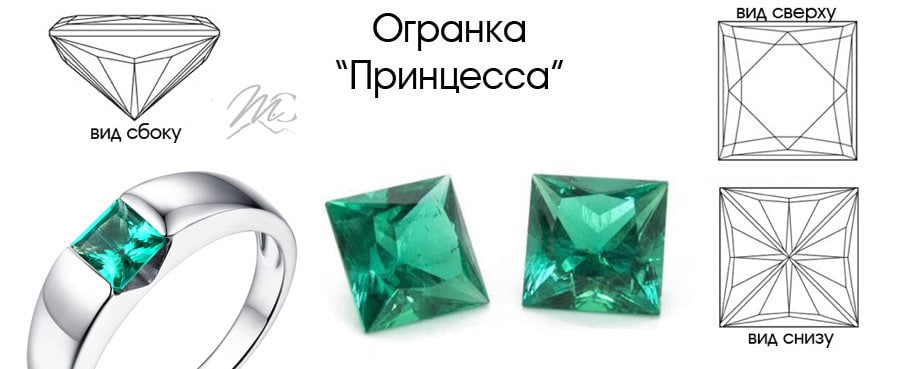 Огранка
“Принцесса”
вид сбоку
вид сверху
вид снизу